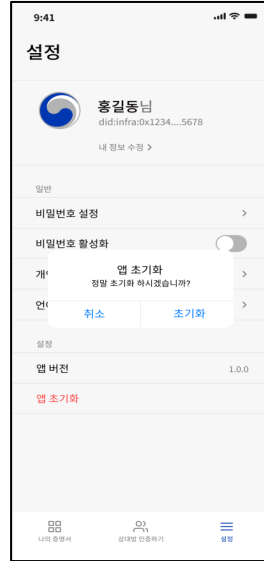 9:41
설정
홍길동님
did:infra:0x1234....5678
내 정보 수정 >
일반
비밀번호 설정 >
비밀번호 활성화
앱 초기화
정말 초기화 하시겠습니까?
취소 초기화
설정
앱 버전 1.0.0
앱 초기화
나의 증명서 상대방 인증하기 설정